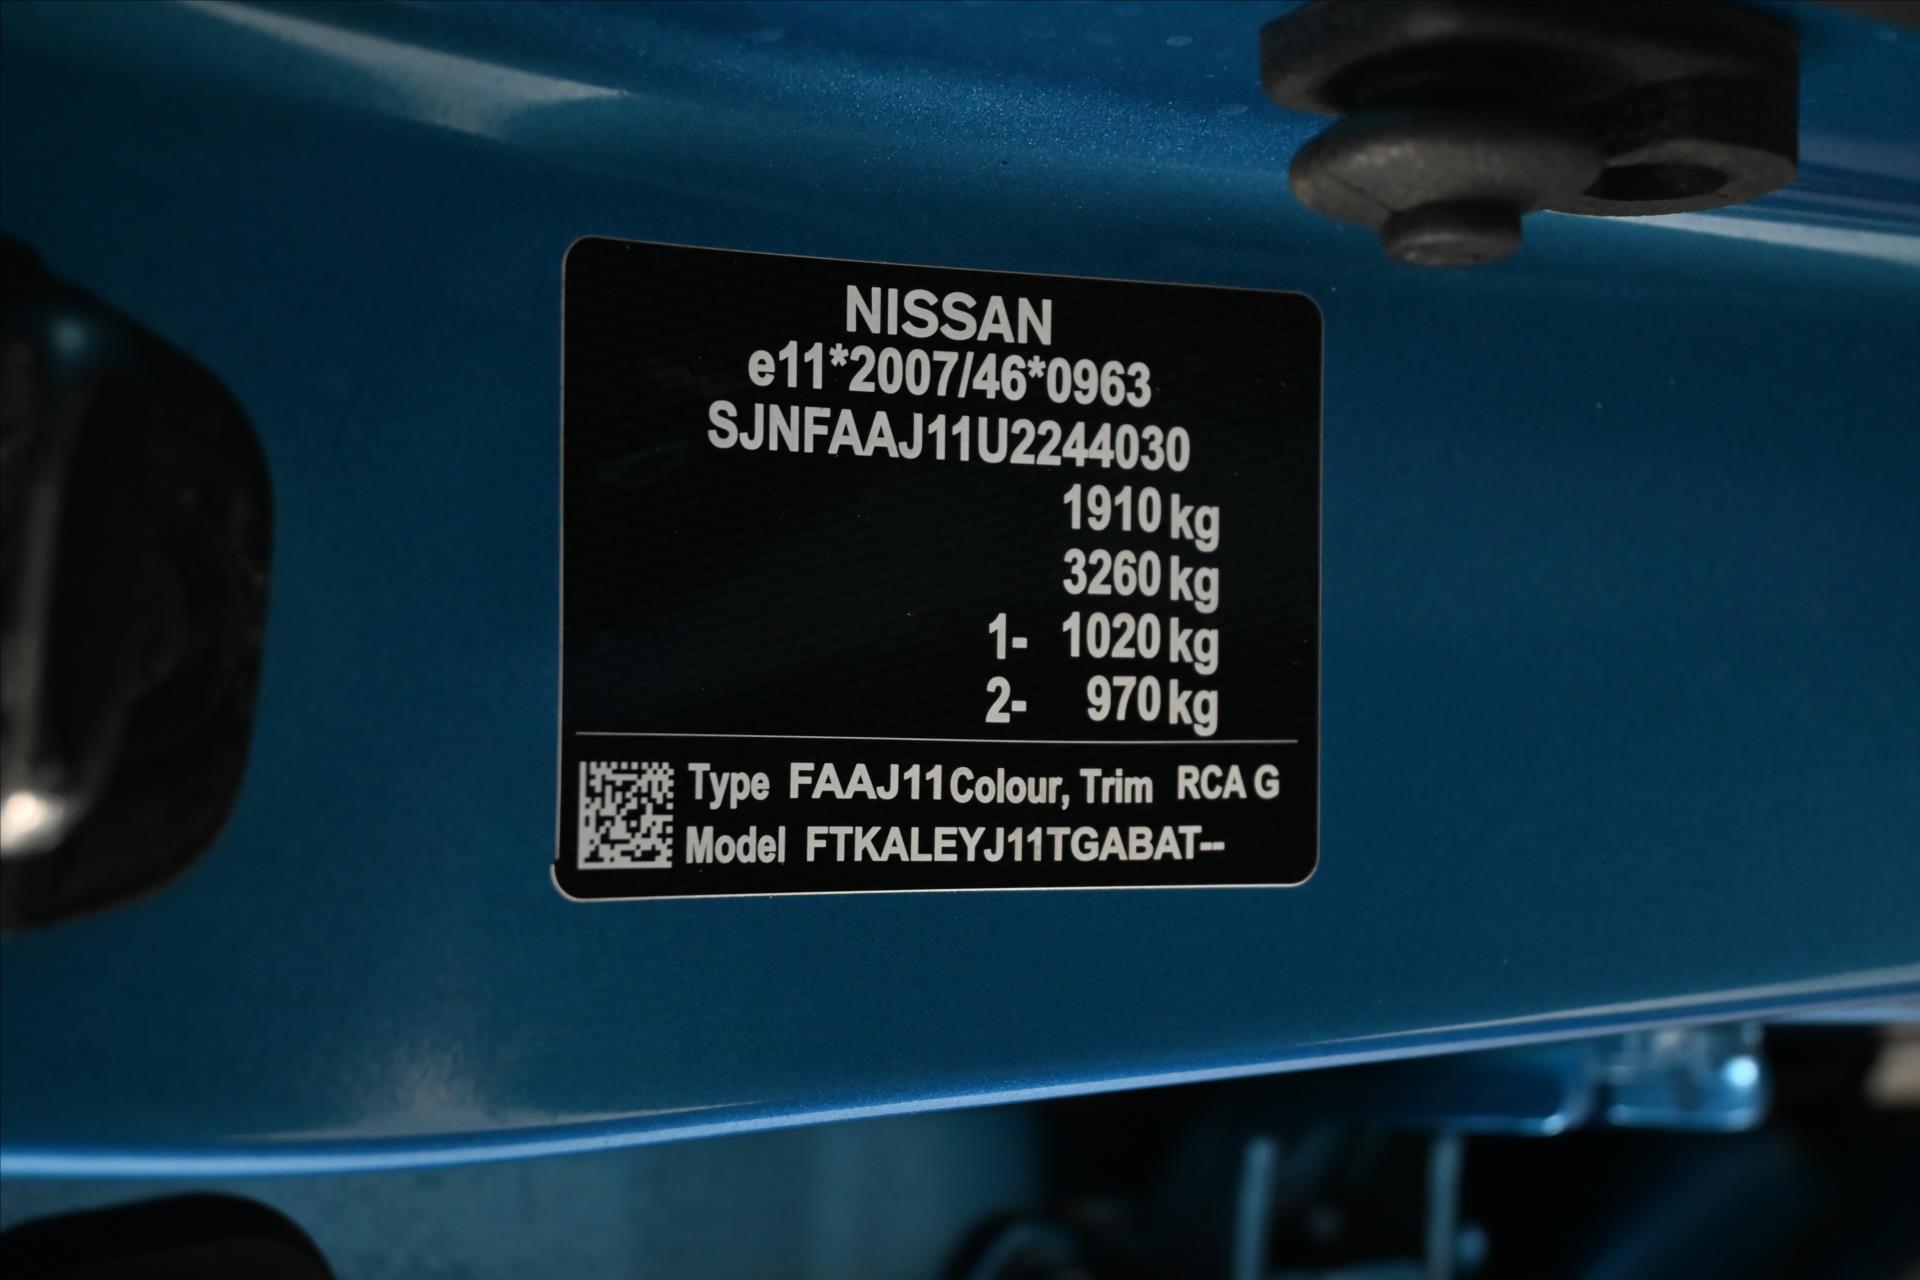 NISSAN
e11*2007/46*0963
SJNFAAJ11U2244030
1910 kg
3260 kg
1- 1020 kg
2- 970 kg
Type FAAJ11 Colour, Trim RCA G
Model FTKALEYJ11TGABAT--